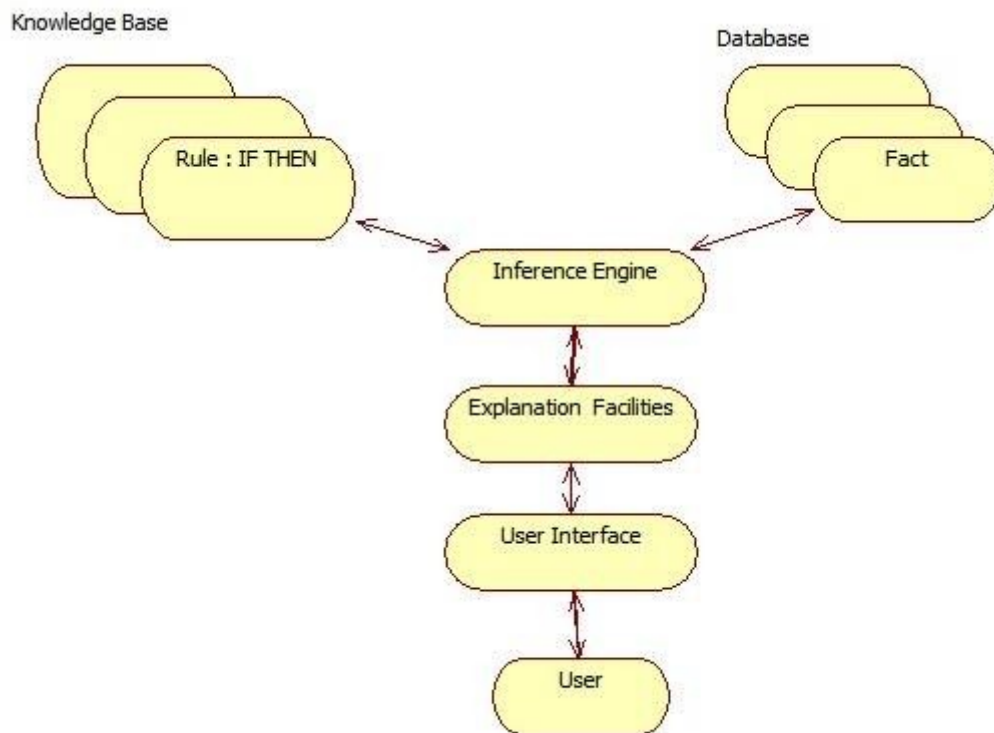 Knowledge Base
Database
Rule : IF THEN
Fact
Inference Engine
Explanation Facilities
User Interface
User